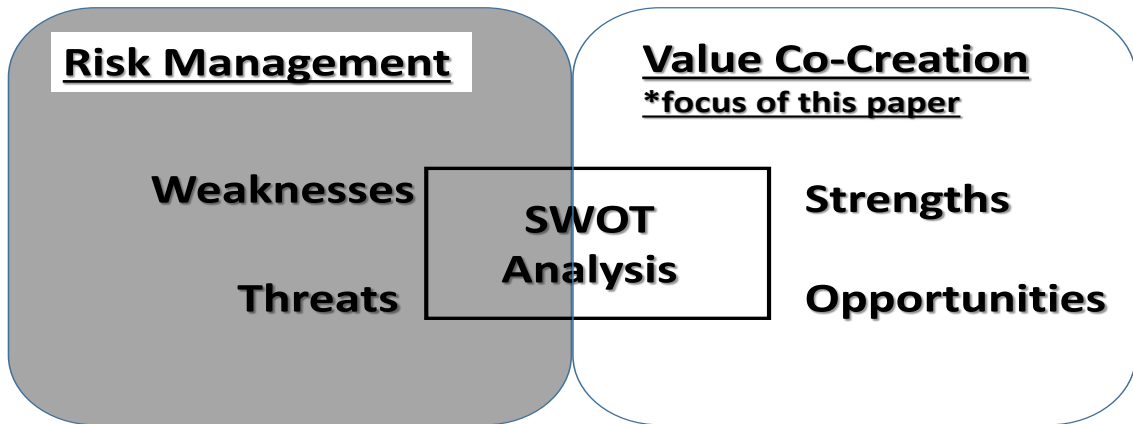 Risk Management
Value Co-Creation
*focus of this paper
Weaknesses
Threats
SWOT
Analysis
Strengths
Opportunities